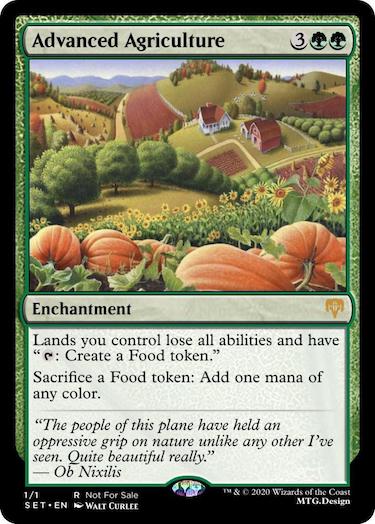 Advanced Agriculture 3
Enchantment
Lands you control lose all abilities and have
“: Create a Food token.”
Sacrifice a Food token: Add one mana of
any color.
“The people of this plane have held an
oppressive grip on nature unlike any other I’ve
seen. Quite beautiful really.”
— Ob Nixilis
1/1 R Not For Sale
SET • EN Walt Curlee
™ & © 2020 Wizards of the Coast
MTG.Design